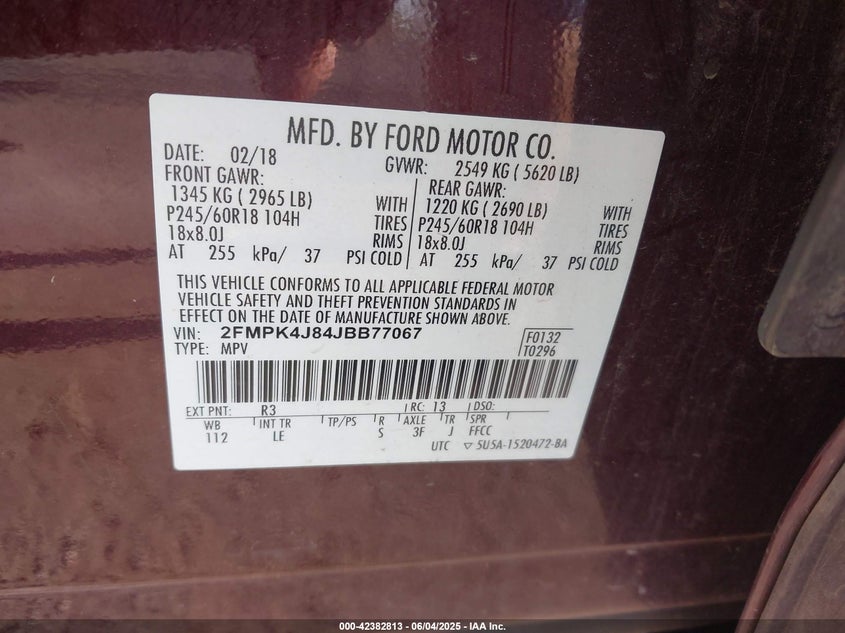 MFD. BY FORD MOTOR CO.
DATE: 02/18 GVWR: 2549 KG ( 5620 LB)
FRONT GAWR: REAR GAWR:
1345 KG ( 2965 LB) WITH 1220 KG ( 2690 LB) WITH
P245/60R18 104H TIRES P245/60R18 104H TIRES
18x8.0J RIMS 18x8.0J RIMS
AT 255 kPa/ 37 PSI COLD AT 255 kPa/ 37 PSI COLD
THIS VEHICLE CONFORMS TO ALL APPLICABLE FEDERAL MOTOR
VEHICLE SAFETY AND THEFT PREVENTION STANDARDS IN
EFFECT ON THE DATE OF MANUFACTURE SHOWN ABOVE.
VIN: 2FMPK4J84JBB77067 F0132
TYPE: MPV T0296
EXT PNT: R3 RC: 13 DSO:
WB INT TR TP/PS R AXLE TR SPR
112 LE S 3F J FFCC
UTC ▽ 5U5A-1520472-BA
000-42382813 - 06/04/2025 - IAA Inc.